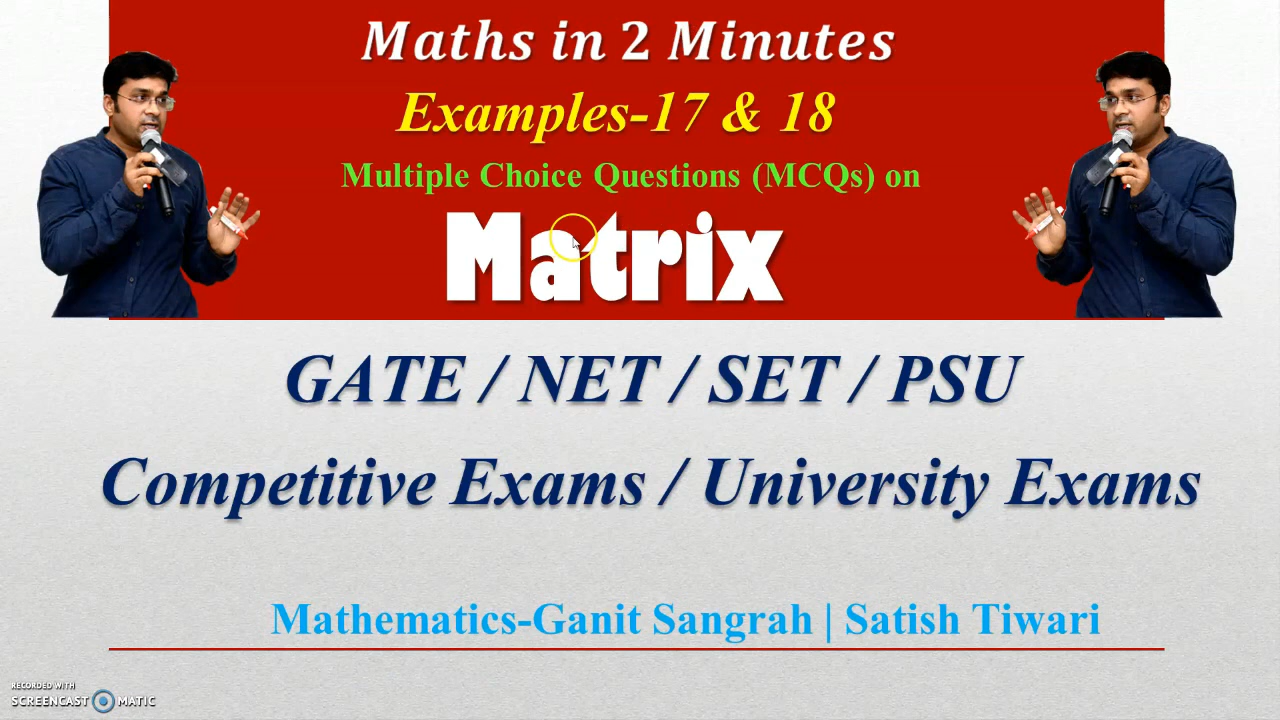 Maths in 2 Minutes
Examples-17 & 18
Multiple Choice Questions (MCQs) on
Matrix
GATE / NET / SET / PSU
Competitive Exams / University Exams
Mathematics-Ganit Sangrah | Satish Tiwari
RECORDED WITH
SCREENCAST MATIC